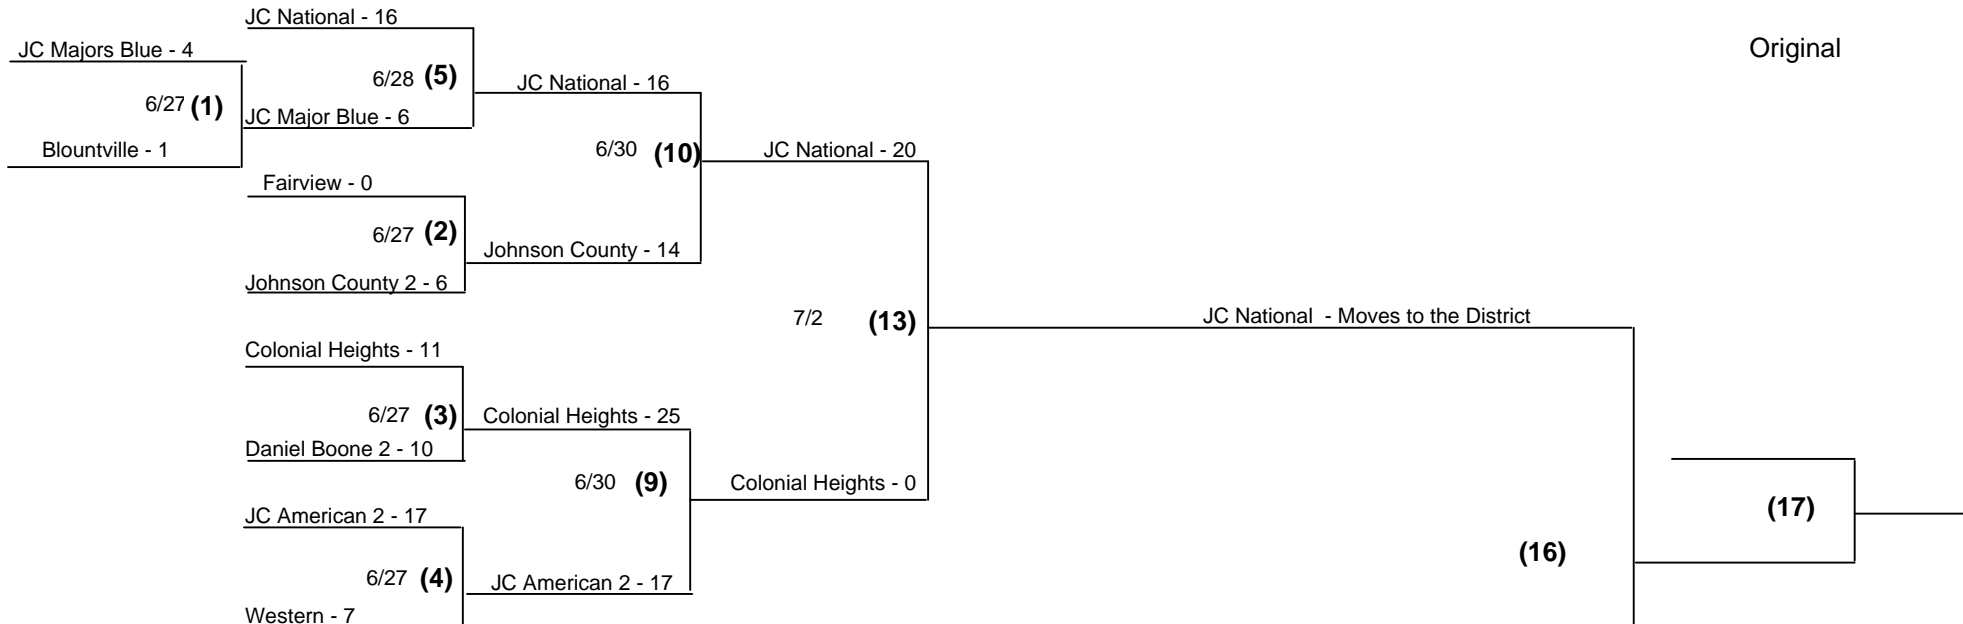 JC National - 16
JC Majors Blue - 4
Original
6/28 (5)
JC National - 16
6/27 (1)
JC Major Blue - 6
Blountville - 1
6/30 (10)
JC National - 20
Fairview - 0
6/27 (2)
Johnson County - 14
Johnson County 2 - 6
7/2 (13)
JC National - Moves to the District
Colonial Heights - 11
6/27 (3)
Colonial Heights - 25
Daniel Boone 2 - 10
6/30 (9)
Colonial Heights - 0
(17)
JC American 2 - 17
(16)
6/27 (4)
JC American 2 - 17
Western - 7